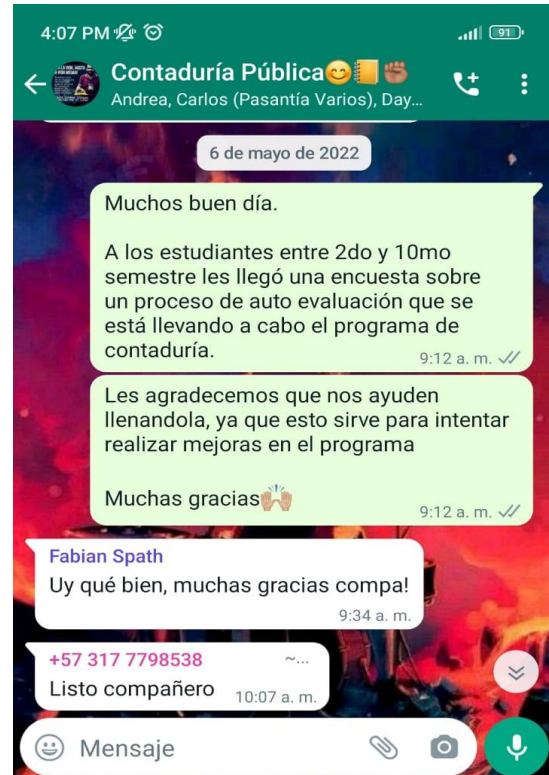 4:07 PM
91
Contaduría Pública😊📒✊🏽
Andrea, Carlos (Pasantía Varios), Day...
6 de mayo de 2022
Muchos buen día.
A los estudiantes entre 2do y 10mo
semestre les llegó una encuesta sobre
un proceso de auto evaluación que se
está llevando a cabo el programa de
contaduría.
9:12 a. m.
Les agradecemos que nos ayuden
llenandola, ya que esto sirve para intentar
realizar mejoras en el programa
Muchas gracias🙌🏼
9:12 a. m.
Fabian Spath
Uy qué bien, muchas gracias compa!
9:34 a. m.
+57 317 7798538 ~...
Listo compañero 10:07 a. m.
Mensaje